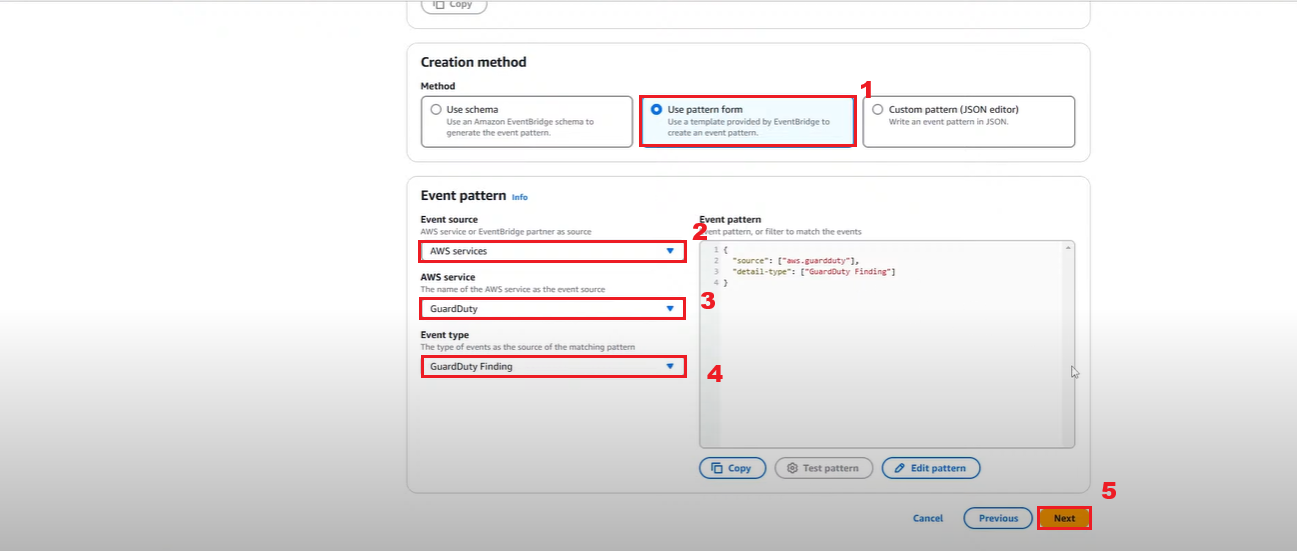 Copy
Creation method
Method
1
Use schema
Use an Amazon EventBridge schema to
generate the event pattern.
Use pattern form
Use a template provided by EventBridge to
create an event pattern.
Custom pattern (JSON editor)
Write an event pattern in JSON.
Event pattern Info
Event source
AWS service or EventBridge partner as source
2
AWS services
AWS service
The name of the AWS service as the event source
3
GuardDuty
Event type
The type of events as the source of the matching pattern
GuardDuty Finding
4
Event pattern
Event pattern, or filter to match the events
1 {
2 "source": ["aws.guardduty"],
3 "detail-type": ["GuardDuty Finding"]
4 }
Copy
Test pattern
Edit pattern
5
Cancel
Previous
Next